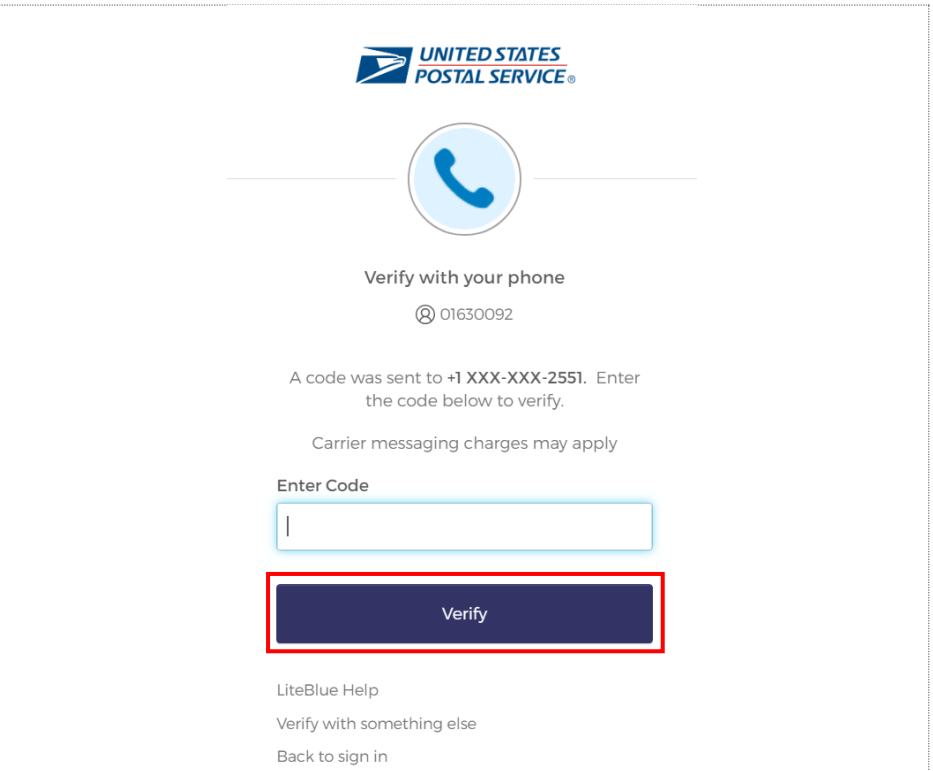 UNITED STATES
POSTAL SERVICE®
Verify with your phone
01630092
A code was sent to +1 XXX-XXX-2551. Enter
the code below to verify.
Carrier messaging charges may apply
Enter Code
Verify
LiteBlue Help
Verify with something else
Back to sign in